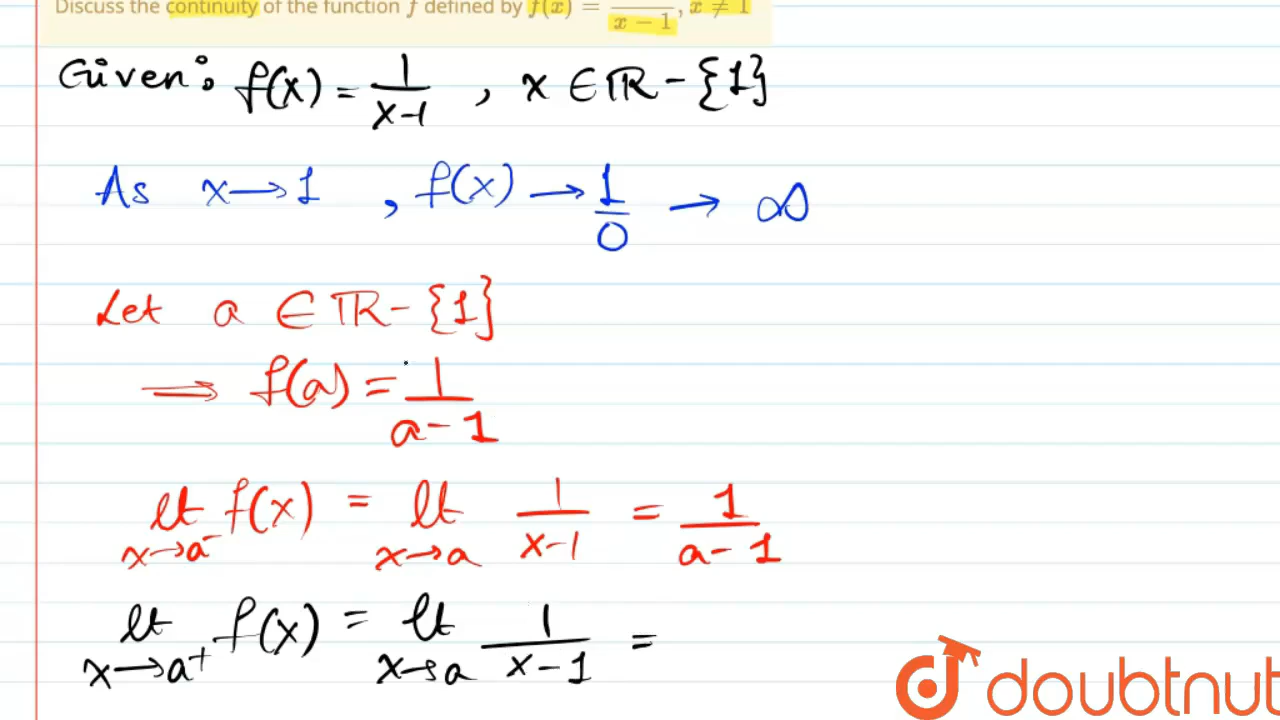 Discuss the continuity of the function f defined by f(x) = ― / x − 1, x ≠ 1
Given: f(x) = 1/(x-1) , x ∈ ℝ - {1}
As x → 1 , f(x) → 1/0 → ∞
Let a ∈ ℝ - {1}
⟹ f(a) = 1/(a-1)
lt x→a⁻ f(x) = lt x→a 1/(x-1) = 1/(a-1)
lt x→a⁺ f(x) = lt x→a 1/(x-1) =
doubtnut